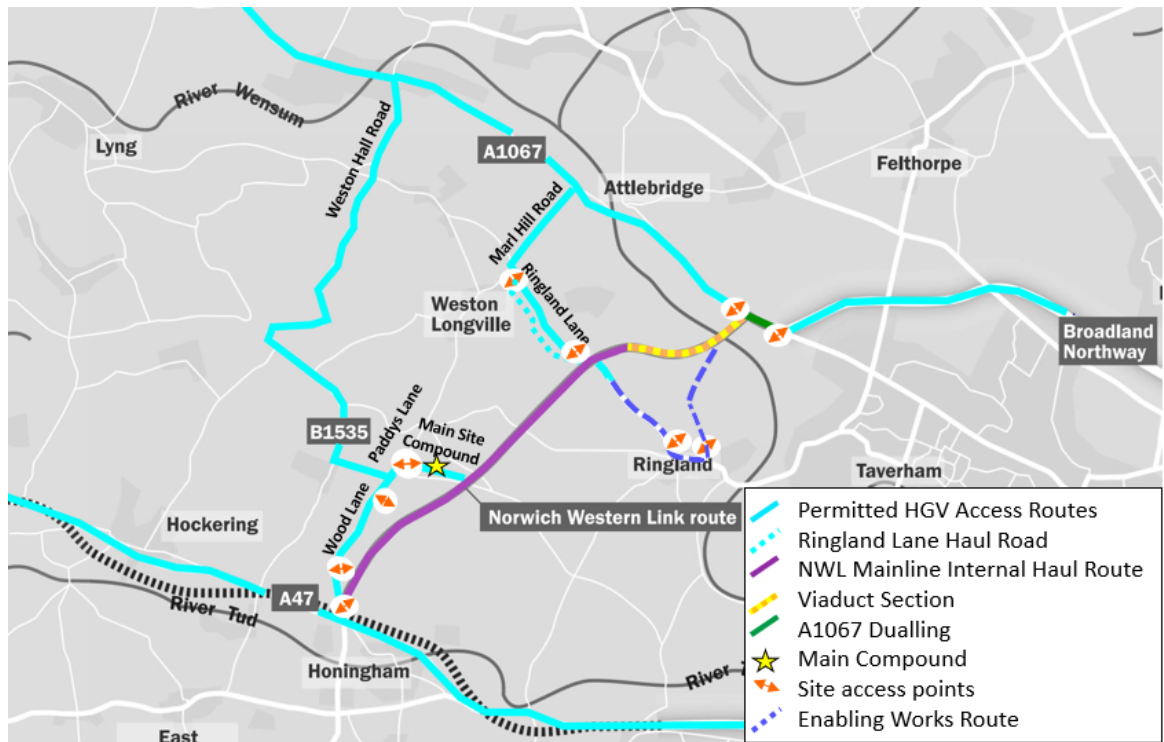 River Wensum
Lyng
Weston Hall Road
A1067
Felthorpe
Attlebridge
Marl Hill Road
Ringland Lane
Weston
Longville
Broadland
Northway
B1535
Paddys Lane
Main Site
Compound
Ringland
Taverham
Hockering
Wood Lane
Norwich Western Link route
A47
River Tud
Honingham
River
East
Permitted HGV Access Routes
Ringland Lane Haul Road
NWL Mainline Internal Haul Route
Viaduct Section
A1067 Dualling
Main Compound
Site access points
Enabling Works Route